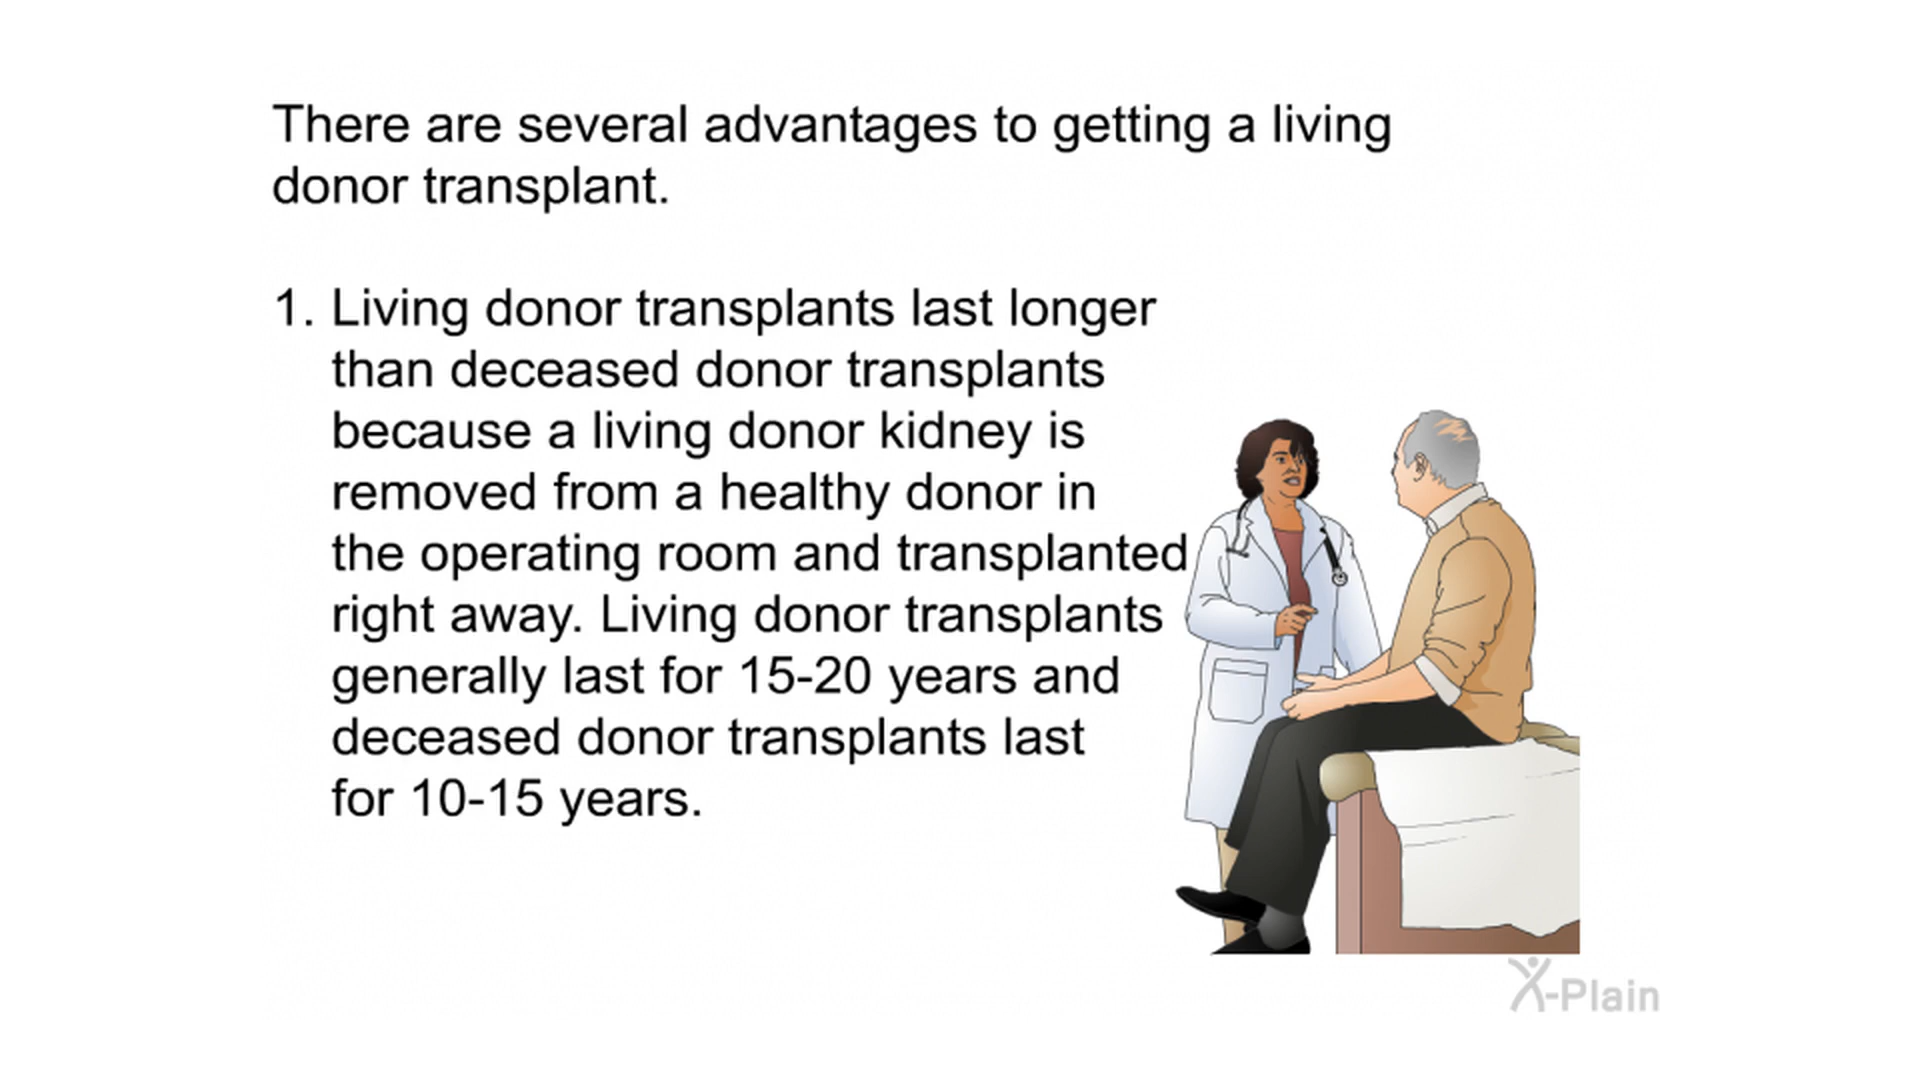 There are several advantages to getting a living
donor transplant.
1. Living donor transplants last longer
than deceased donor transplants
because a living donor kidney is
removed from a healthy donor in
the operating room and transplanted
right away. Living donor transplants
generally last for 15-20 years and
deceased donor transplants last
for 10-15 years.
X-Plain